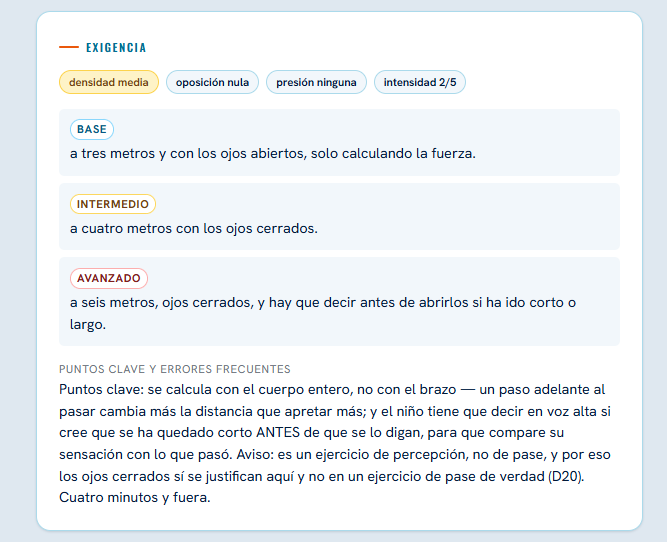 EXIGENCIA
densidad media
oposición nula
presión ninguna
intensidad 2/5
BASE
a tres metros y con los ojos abiertos, solo calculando la fuerza.
INTERMEDIO
a cuatro metros con los ojos cerrados.
AVANZADO
a seis metros, ojos cerrados, y hay que decir antes de abrirlos si ha ido corto o
largo.
PUNTOS CLAVE Y ERRORES FRECUENTES
Puntos clave: se calcula con el cuerpo entero, no con el brazo — un paso adelante al
pasar cambia más la distancia que apretar más; y el niño tiene que decir en voz alta si
cree que se ha quedado corto ANTES de que se lo digan, para que compare su
sensación con lo que pasó. Aviso: es un ejercicio de percepción, no de pase, y por eso
los ojos cerrados sí se justifican aquí y no en un ejercicio de pase de verdad (D20).
Cuatro minutos y fuera.